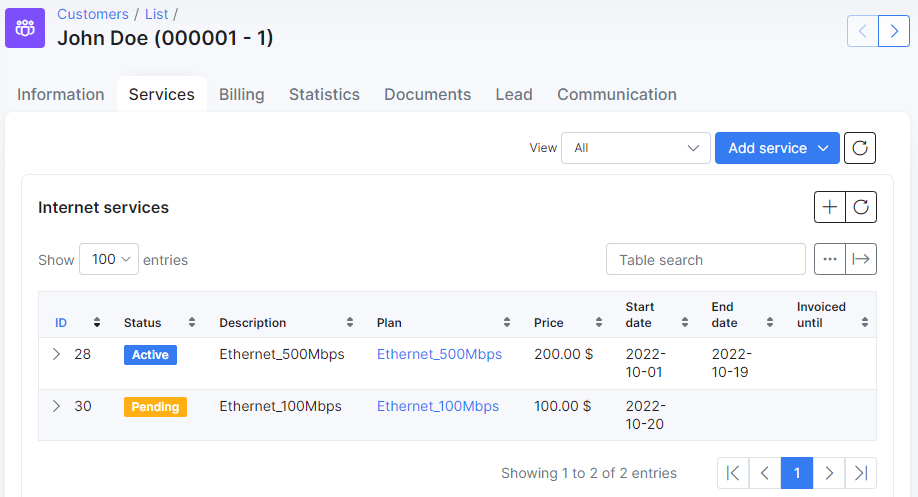 Customers / List /
John Doe (000001 - 1)
Information Services Billing Statistics Documents Lead Communication
View All Add service
Internet services
Show 100 entries Table search
ID Status Description Plan Price Start date End date Invoiced until
28 Active Ethernet_500Mbps Ethernet_500Mbps 200.00 $ 2022-10-01 2022-10-19
30 Pending Ethernet_100Mbps Ethernet_100Mbps 100.00 $ 2022-10-20
Showing 1 to 2 of 2 entries 1